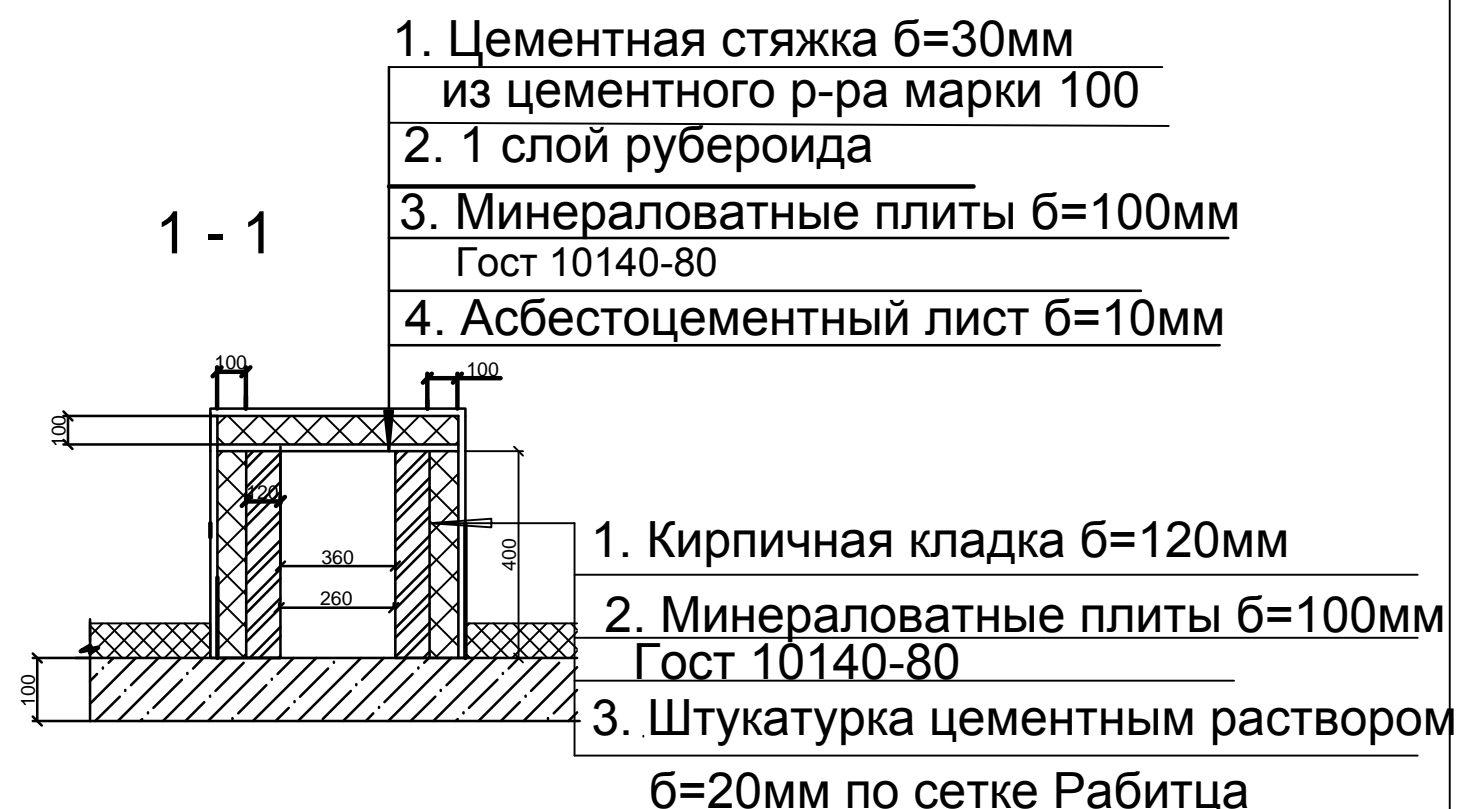 1. Цементная стяжка б=30мм
из цементного р-ра марки 100
2. 1 слой рубероида
3. Минераловатные плиты б=100мм
Гост 10140-80
4. Асбестоцементный лист б=10мм
1 - 1
100
100
100
120
360
260
400
100
1. Кирпичная кладка б=120мм
2. Минераловатные плиты б=100мм
Гост 10140-80
3. Штукатурка цементным раствором
б=20мм по сетке Рабитца